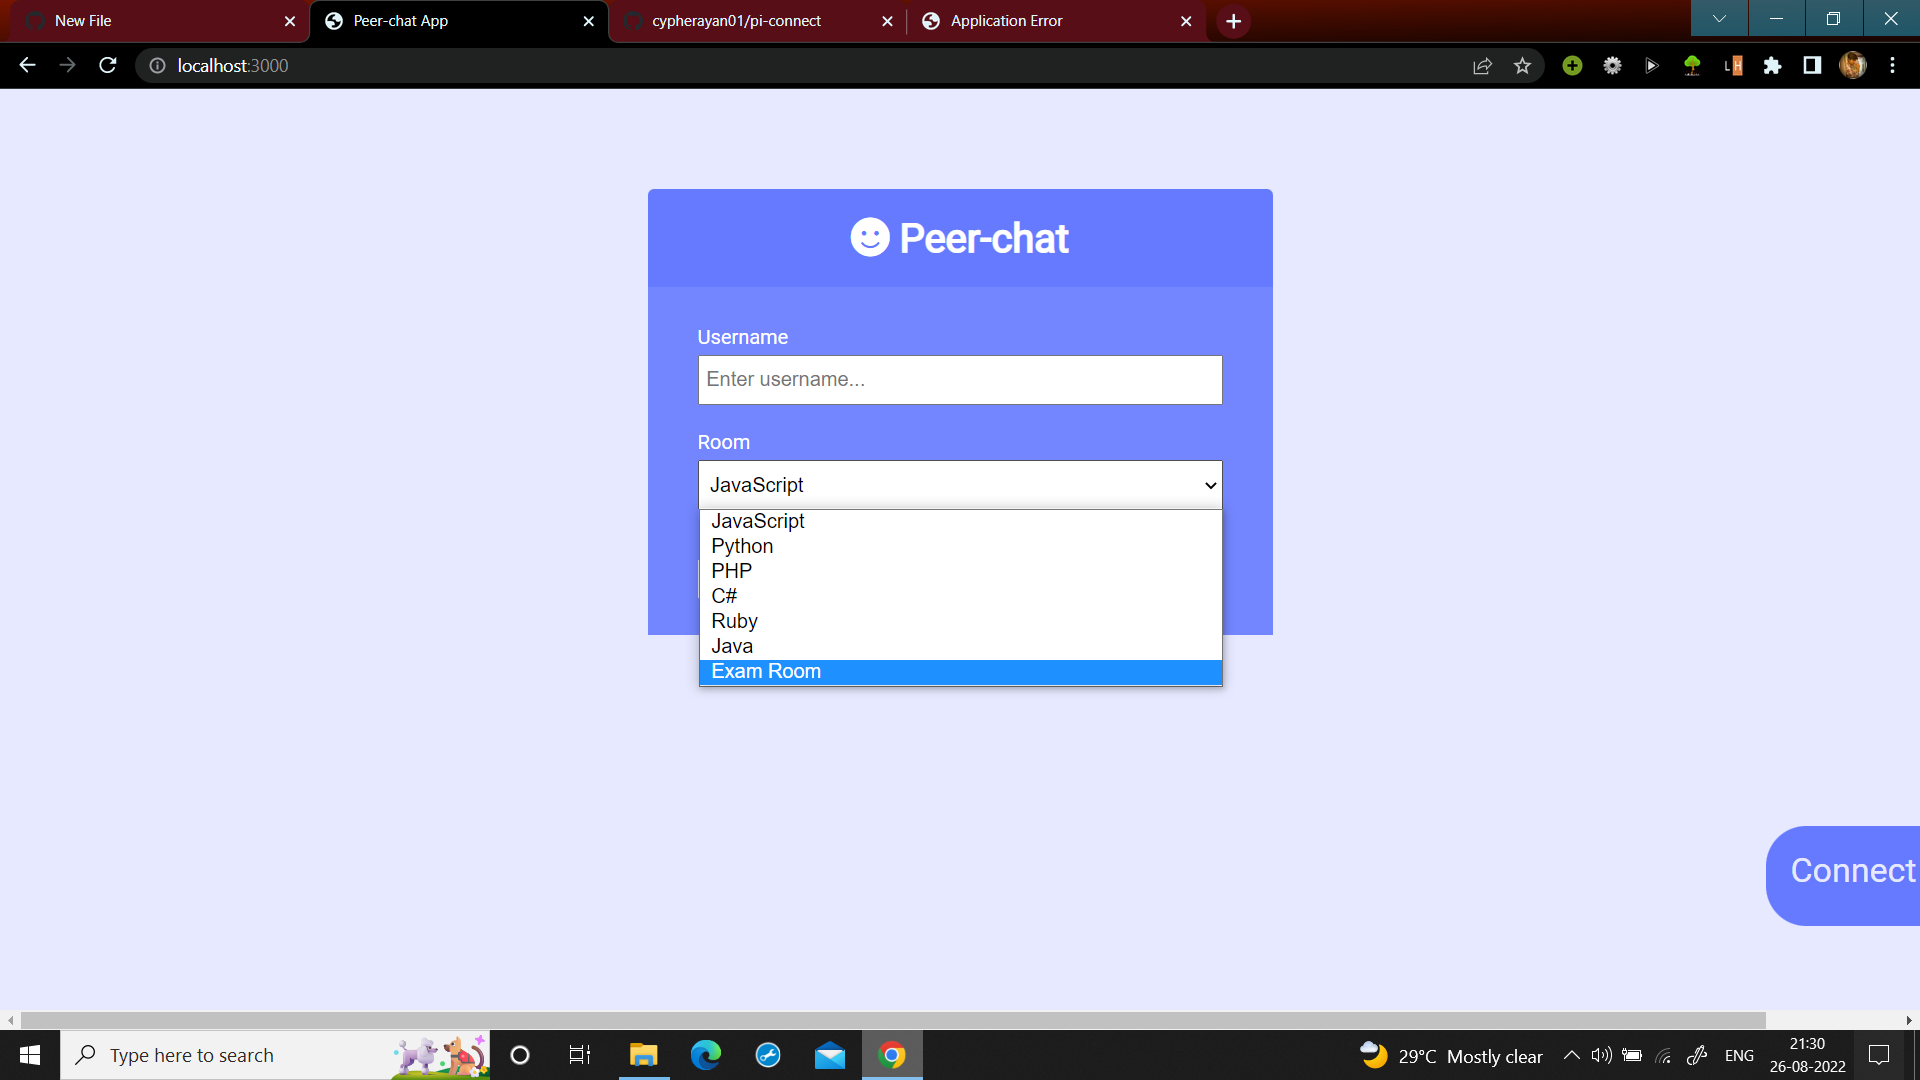 New File
Peer-chat App
cypherayan01/pi-connect
Application Error
localhost:3000
Peer-chat
Username
Enter username...
Room
JavaScript
JavaScript
Python
PHP
C#
Ruby
Java
Exam Room
Connect
Type here to search
29°C Mostly clear
ENG
21:30
26-08-2022